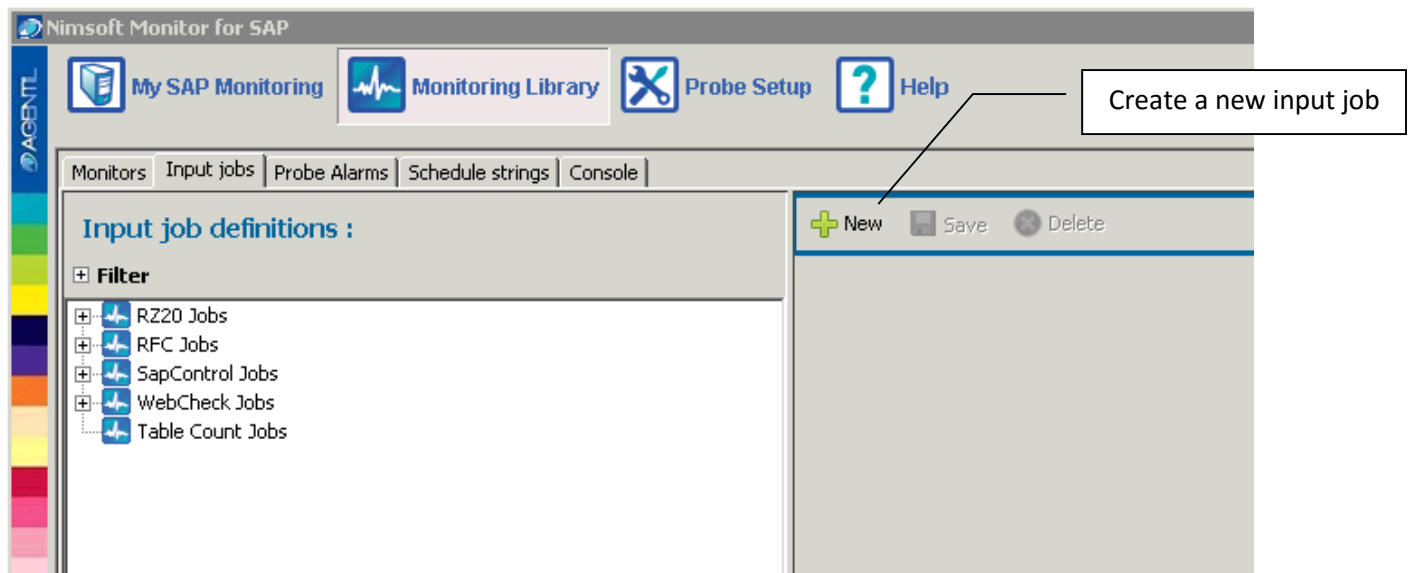 Nimsoft Monitor for SAP
AGENTIL
My SAP Monitoring Monitoring Library Probe Setup ? Help
Create a new input job
Monitors Input jobs Probe Alarms Schedule strings Console
Input job definitions :
New Save Delete
Filter
RZ20 Jobs
RFC Jobs
SapControl Jobs
WebCheck Jobs
Table Count Jobs